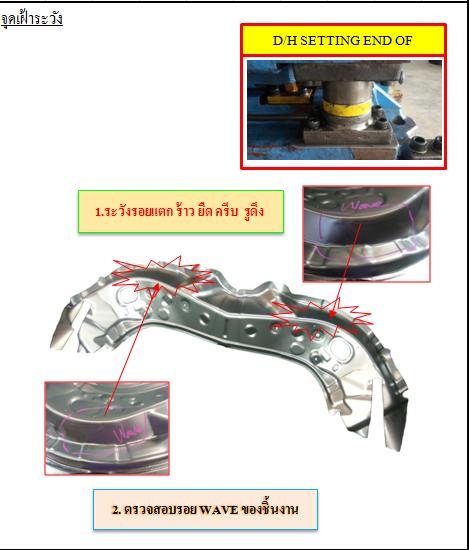 จุดเฝ้าระวัง
D/H SETTING END OF
1.ระวังรอยแตก ร้าว ยืด ครีบ รูดึง
Wave
Wave
2. ตรวจสอบรอย WAVE ของชิ้นงาน